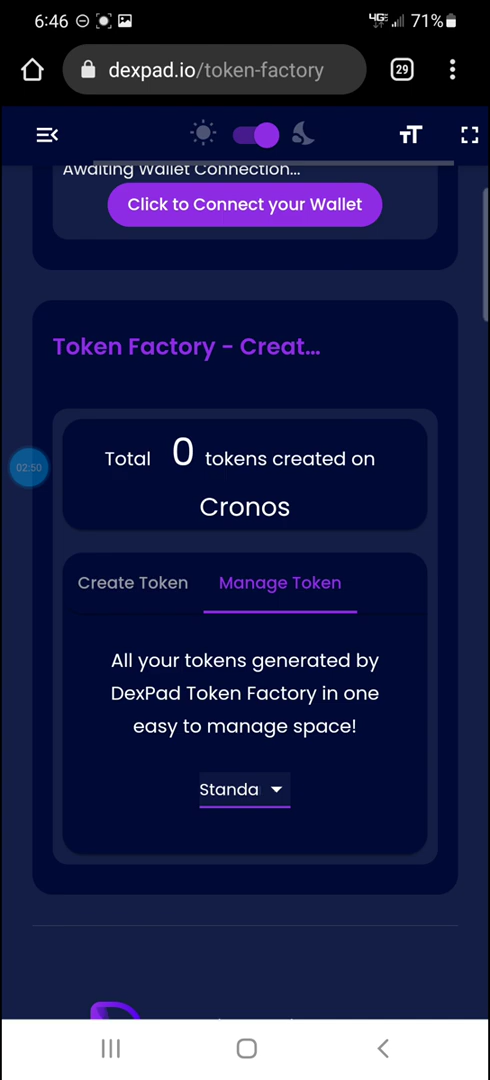 6:46
4G
71%
dexpad.io/token-factory
29
Awaiting Wallet Connection...
Click to Connect your Wallet
Token Factory - Creat...
Total 0 tokens created on
Cronos
02:50
Create Token
Manage Token
All your tokens generated by
DexPad Token Factory in one
easy to manage space!
Standa